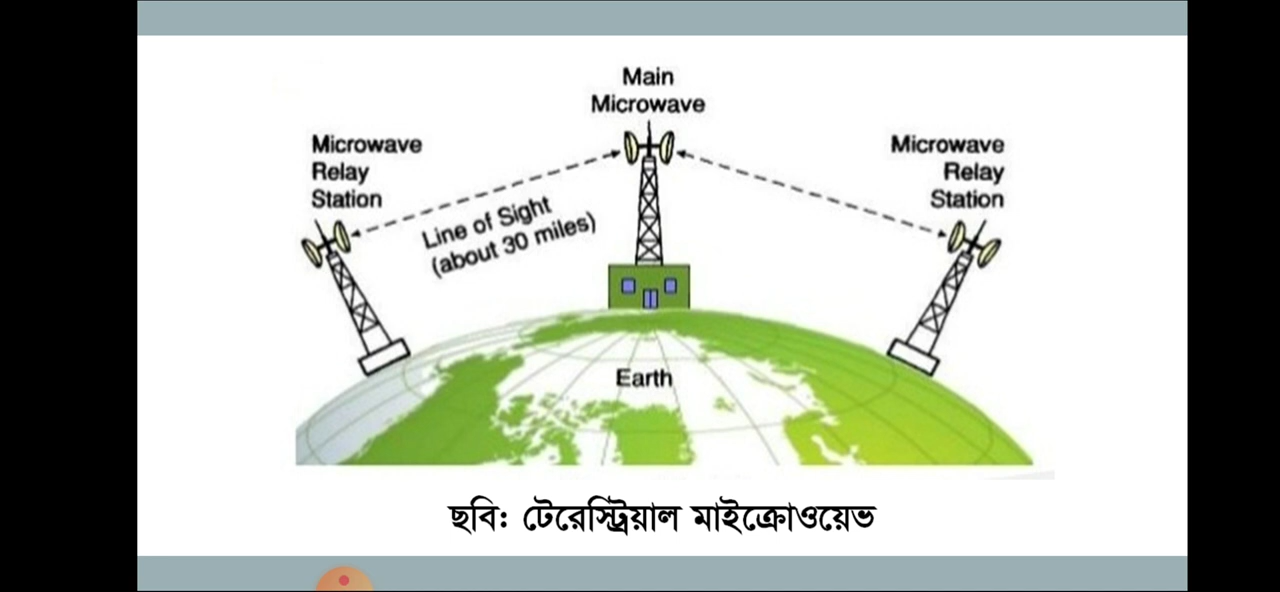 Main
Microwave
Microwave
Relay
Station
Microwave
Relay
Station
Line of Sight
(about 30 miles)
Earth
ছবি: টেরেস্ট্রিয়াল মাইক্রোওয়েভ